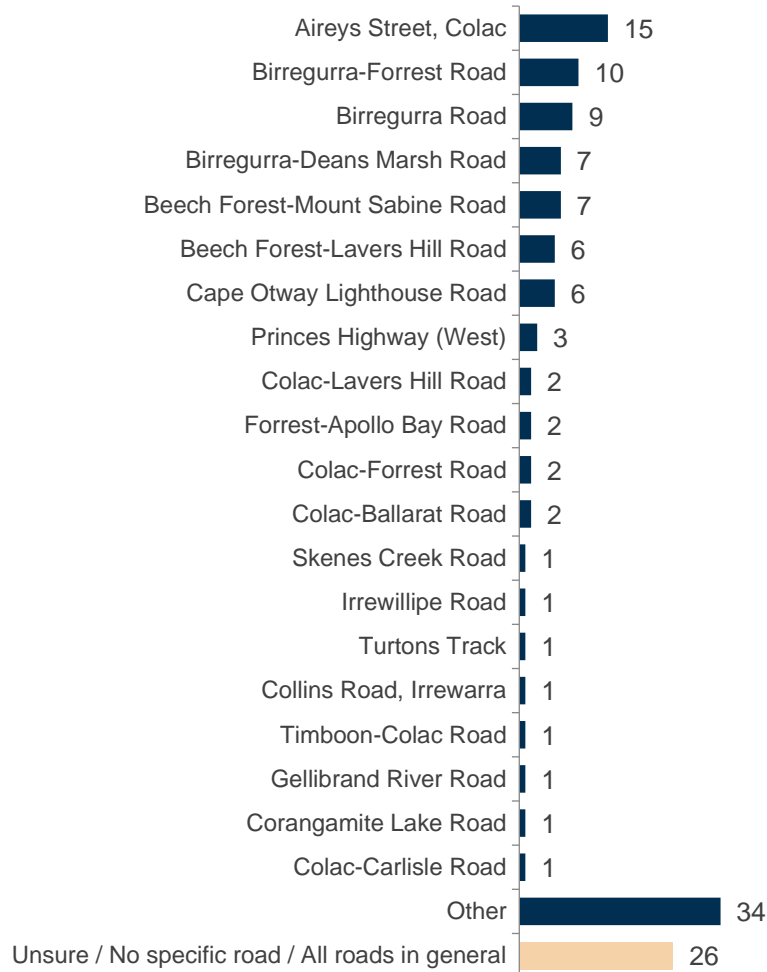 Aireys Street, Colac 15
Birregurra-Forrest Road 10
Birregurra Road 9
Birregurra-Deans Marsh Road 7
Beech Forest-Mount Sabine Road 7
Beech Forest-Lavers Hill Road 6
Cape Otway Lighthouse Road 6
Princes Highway (West) 3
Colac-Lavers Hill Road 2
Forrest-Apollo Bay Road 2
Colac-Forrest Road 2
Colac-Ballarat Road 2
Skenes Creek Road 1
Irrewillipe Road 1
Turtons Track 1
Collins Road, Irrewarra 1
Timboon-Colac Road 1
Gellibrand River Road 1
Corangamite Lake Road 1
Colac-Carlisle Road 1
Other 34
Unsure / No specific road / All roads in general 26